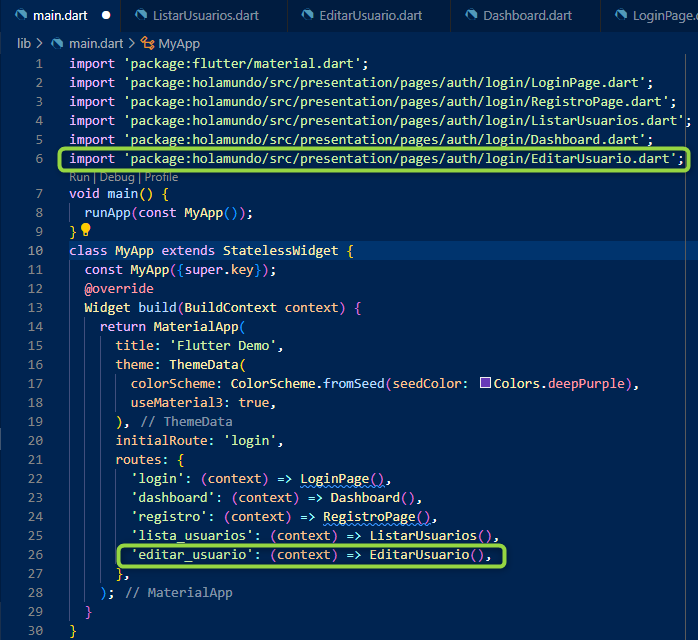 main.dart ListarUsuarios.dart EditarUsuario.dart Dashboard.dart LoginPage.
lib > main.dart > MyApp
1 import 'package:flutter/material.dart';
2 import 'package:holamundo/src/presentation/pages/auth/login/LoginPage.dart';
3 import 'package:holamundo/src/presentation/pages/auth/login/RegistroPage.dart';
4 import 'package:holamundo/src/presentation/pages/auth/login/ListarUsuarios.dart';
5 import 'package:holamundo/src/presentation/pages/auth/login/Dashboard.dart';
6 import 'package:holamundo/src/presentation/pages/auth/login/EditarUsuario.dart';
Run | Debug | Profile
7 void main() {
8 runApp(const MyApp());
9 }
10 class MyApp extends StatelessWidget {
11 const MyApp({super.key});
12 @override
13 Widget build(BuildContext context) {
14 return MaterialApp(
15 title: 'Flutter Demo',
16 theme: ThemeData(
17 colorScheme: ColorScheme.fromSeed(seedColor: Colors.deepPurple),
18 useMaterial3: true,
19 ), // ThemeData
20 initialRoute: 'login',
21 routes: {
22 'login': (context) => LoginPage(),
23 'dashboard': (context) => Dashboard(),
24 'registro': (context) => RegistroPage(),
25 'lista_usuarios': (context) => ListarUsuarios(),
26 'editar_usuario': (context) => EditarUsuario(),
27 },
28 ); // MaterialApp
29 }
30 }